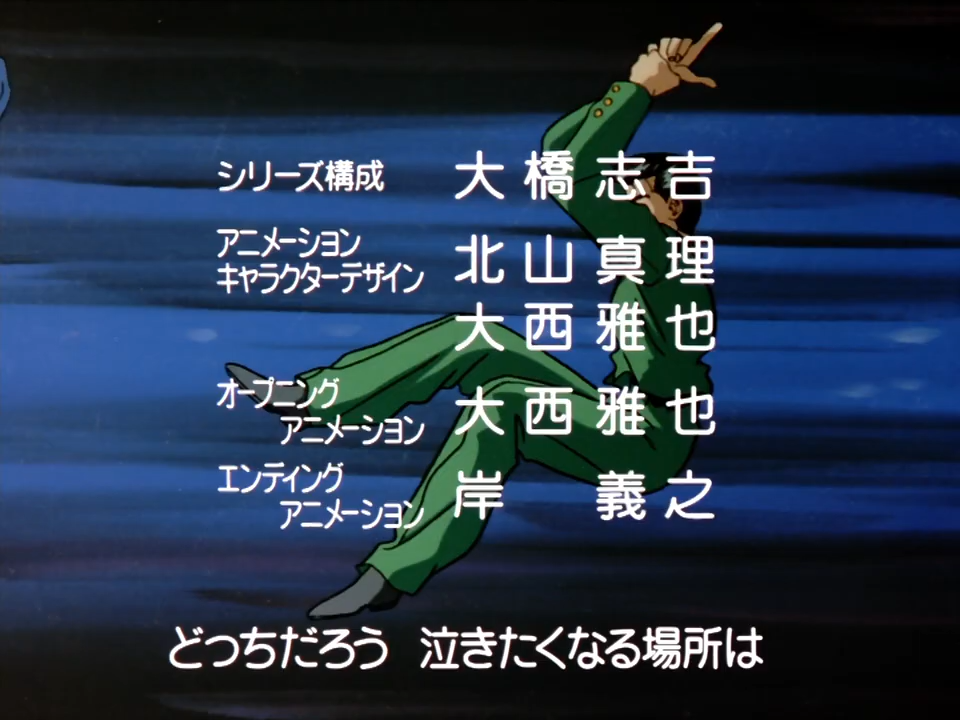 シリーズ構成 大橋志吉
アニメーション
キャラクターデザイン 北山真理
大西雅也
オープニング
アニメーション 大西雅也
エンディング
アニメーション 岸 義之
どっちだろう 泣きたくなる場所は